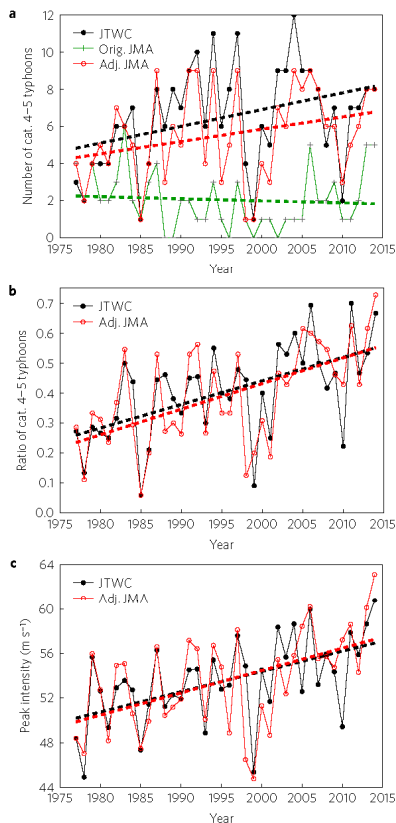 a
JTWC
Orig. JMA
Adj. JMA
Number of cat. 4–5 typhoons
12
10
8
6
4
2
0
1975 1980 1985 1990 1995 2000 2005 2010 2015
Year
b
JTWC
Adj. JMA
Ratio of cat. 4–5 typhoons
0.7
0.6
0.5
0.4
0.3
0.2
0.1
0.0
1975 1980 1985 1990 1995 2000 2005 2010 2015
Year
c
JTWC
Adj. JMA
Peak intensity (m s⁻¹)
64
60
56
52
48
44
1975 1980 1985 1990 1995 2000 2005 2010 2015
Year